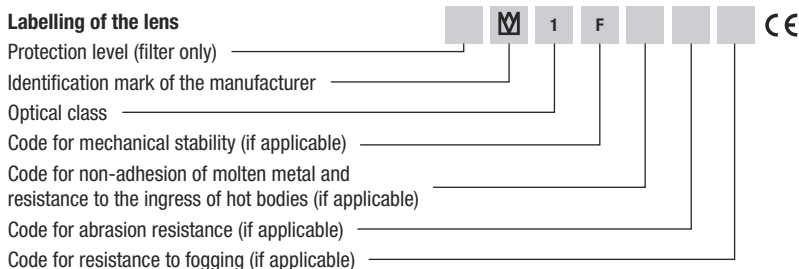 Labelling of the lens 1 F CE
Protection level (filter only)
Identification mark of the manufacturer
Optical class
Code for mechanical stability (if applicable)
Code for non-adhesion of molten metal and
resistance to the ingress of hot bodies (if applicable)
Code for abrasion resistance (if applicable)
Code for resistance to fogging (if applicable)